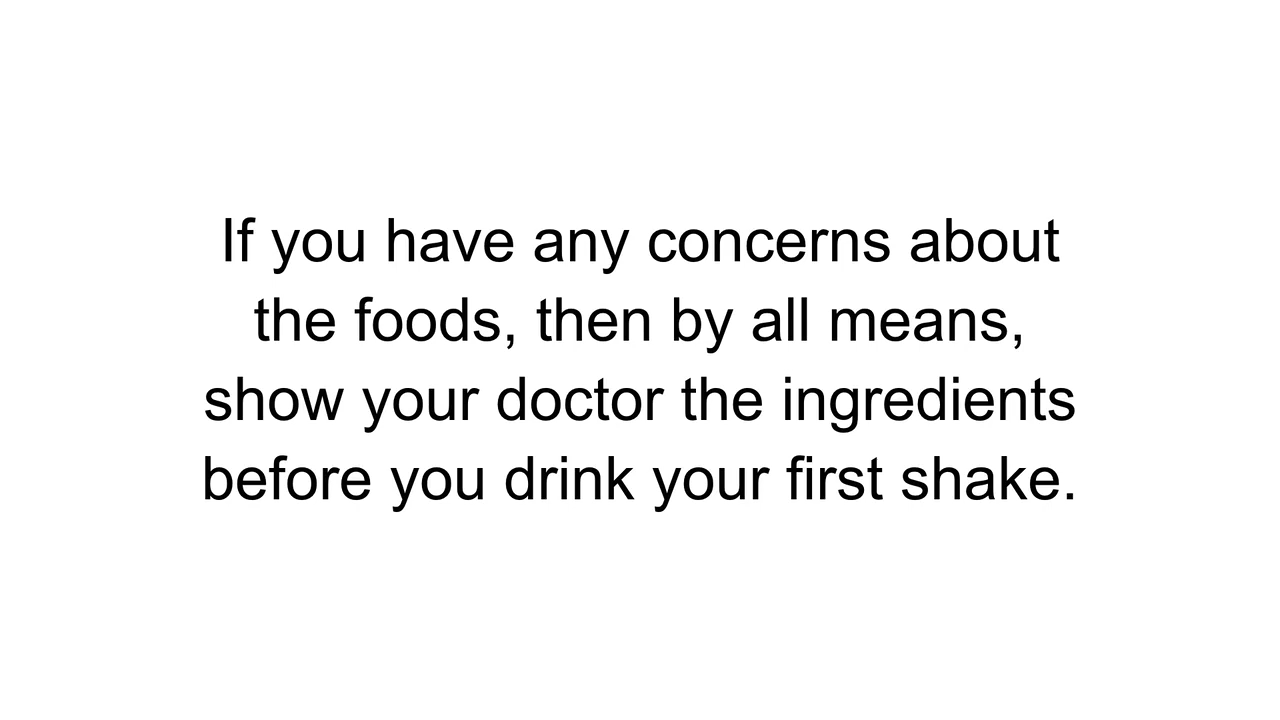 If you have any concerns about
the foods, then by all means,
show your doctor the ingredients
before you drink your first shake.